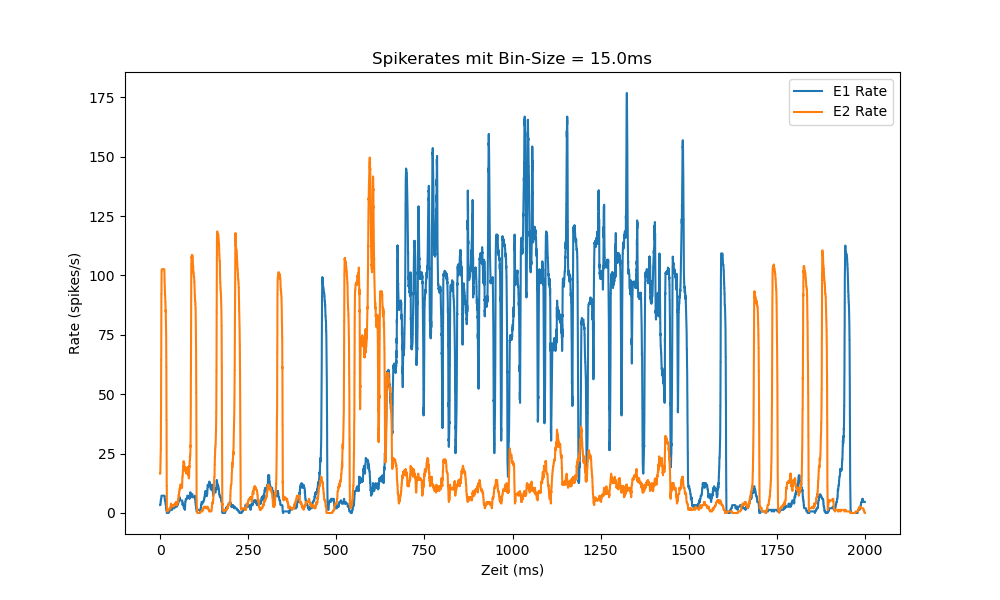 Spikerates mit Bin-Size = 15.0ms
E1 Rate
E2 Rate
Rate (spikes/s)
175
150
125
100
75
50
25
0
0 250 500 750 1000 1250 1500 1750 2000
Zeit (ms)